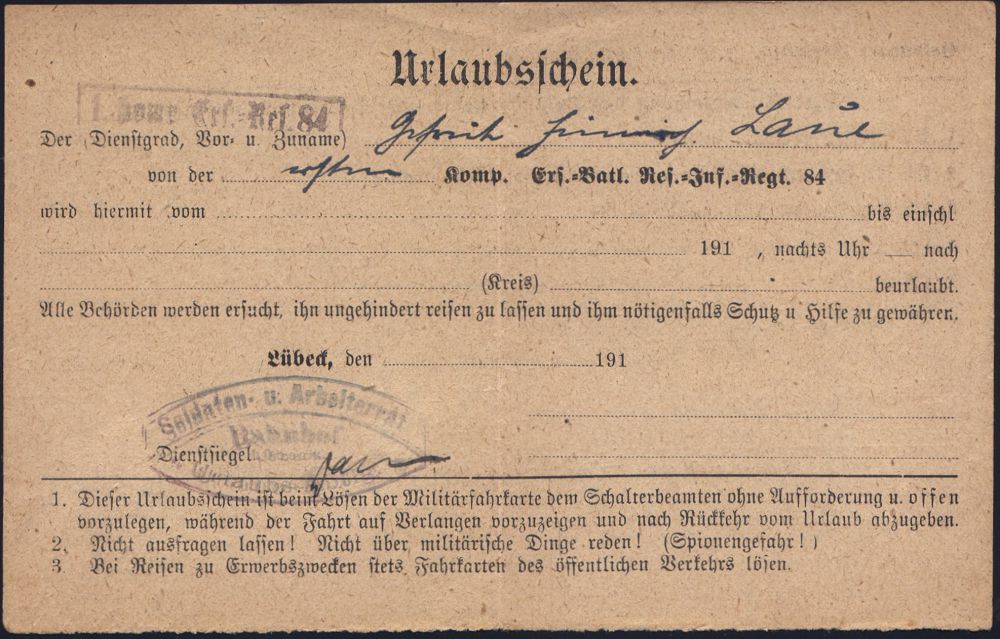 Urlaubsschein.
1. Komp. Ers.-Res. 84
Der (Dienstgrad, Vor- u. Zuname) Laue
von der ersten Komp. Ers.-Batl. Res.-Inf.-Regt. 84
wird hiermit vom bis einschl
191 , nachts Uhr nach
(Kreis) beurlaubt.
Alle Behörden werden ersucht, ihn ungehindert reisen zu lassen und ihm nötigenfalls Schutz u Hilfe zu gewähren.
Lübeck, den 191
Soldaten- u. Arbeiterrat
Bahnhof
Dienstsiegel
1. Dieser Urlaubsschein ist beim Lösen der Militärfahrkarte dem Schalterbeamten ohne Aufforderung u. offen
vorzulegen, während der Fahrt auf Verlangen vorzuzeigen und nach Rückkehr vom Urlaub abzugeben.
2. Nicht ausfragen lassen! Nicht über militärische Dinge reden! (Spionengefahr!)
3. Bei Reisen zu Erwerbszwecken stets Fahrkarten des öffentlichen Verkehrs lösen.